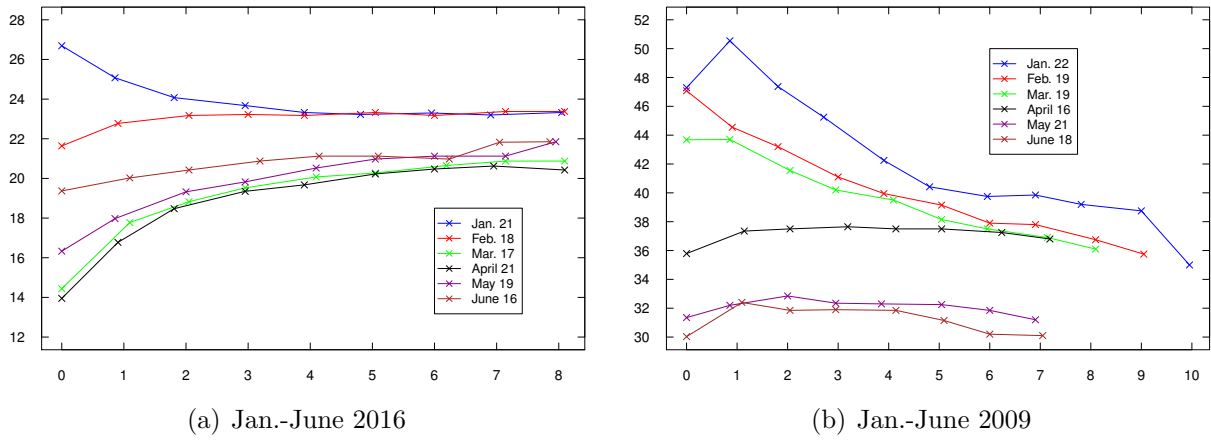 28
26
24
22
20
18
16
14
12
0 1 2 3 4 5 6 7 8
Jan. 21
Feb. 18
Mar. 17
April 21
May 19
June 16
(a) Jan.-June 2016
52
50
48
46
44
42
40
38
36
34
32
30
0 1 2 3 4 5 6 7 8 9 10
Jan. 22
Feb. 19
Mar. 19
April 16
May 21
June 18
(b) Jan.-June 2009